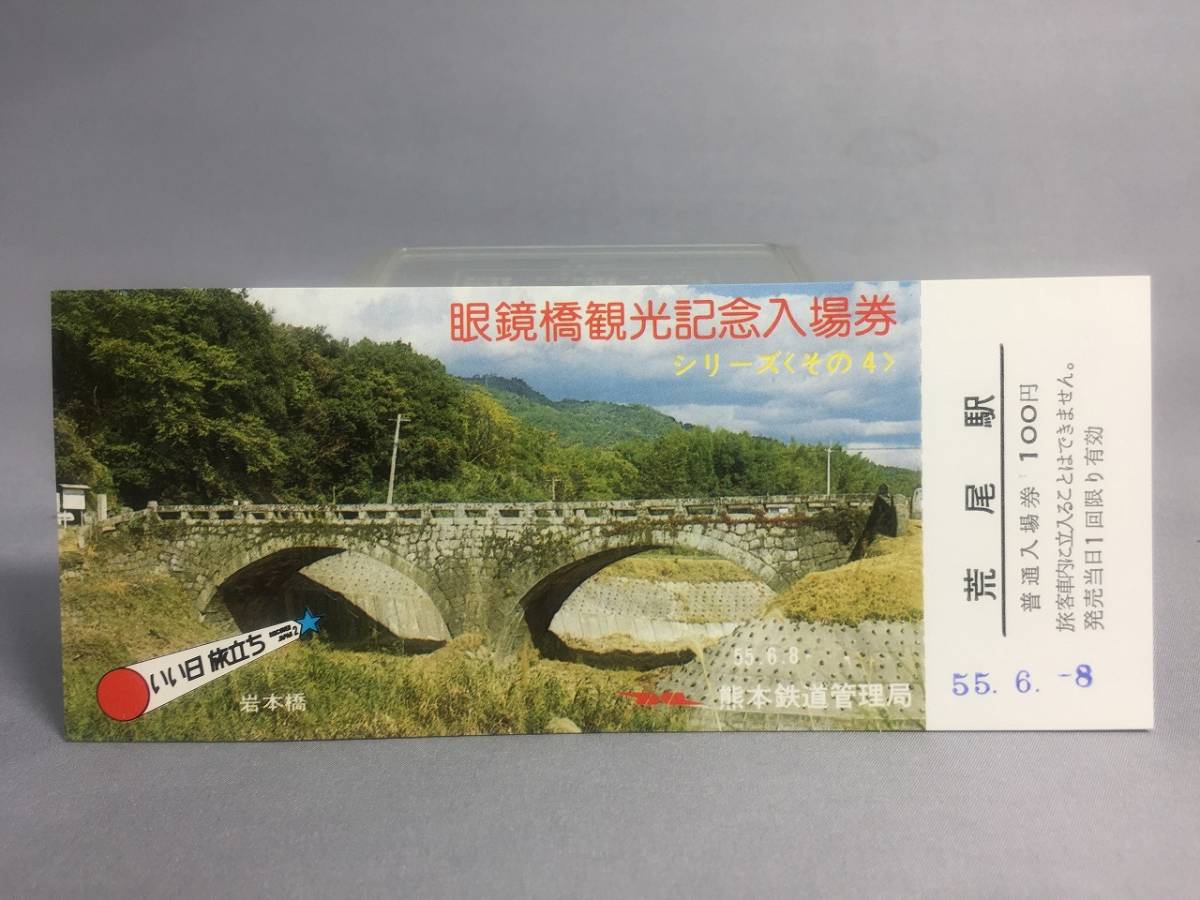 眼鏡橋観光記念入場券
シリーズ〈その4〉
いい日旅立ち
岩本橋
55.6.8
熊本鉄道管理局
荒尾駅
普通入場券 100円
旅客車内に立入ることはできません。
発売当日1回限り有効
55. 6. -8